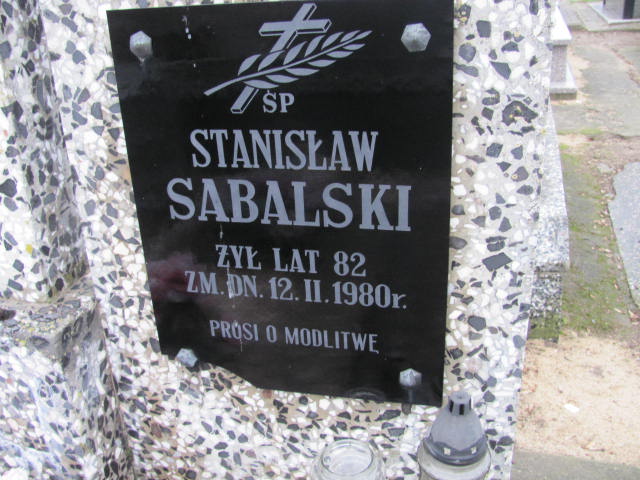 ŚP
STANISŁAW
SABALSKI
ŻYŁ LAT 82
ZM. DN. 12. II. 1980r.
PROSI O MODLITWĘ